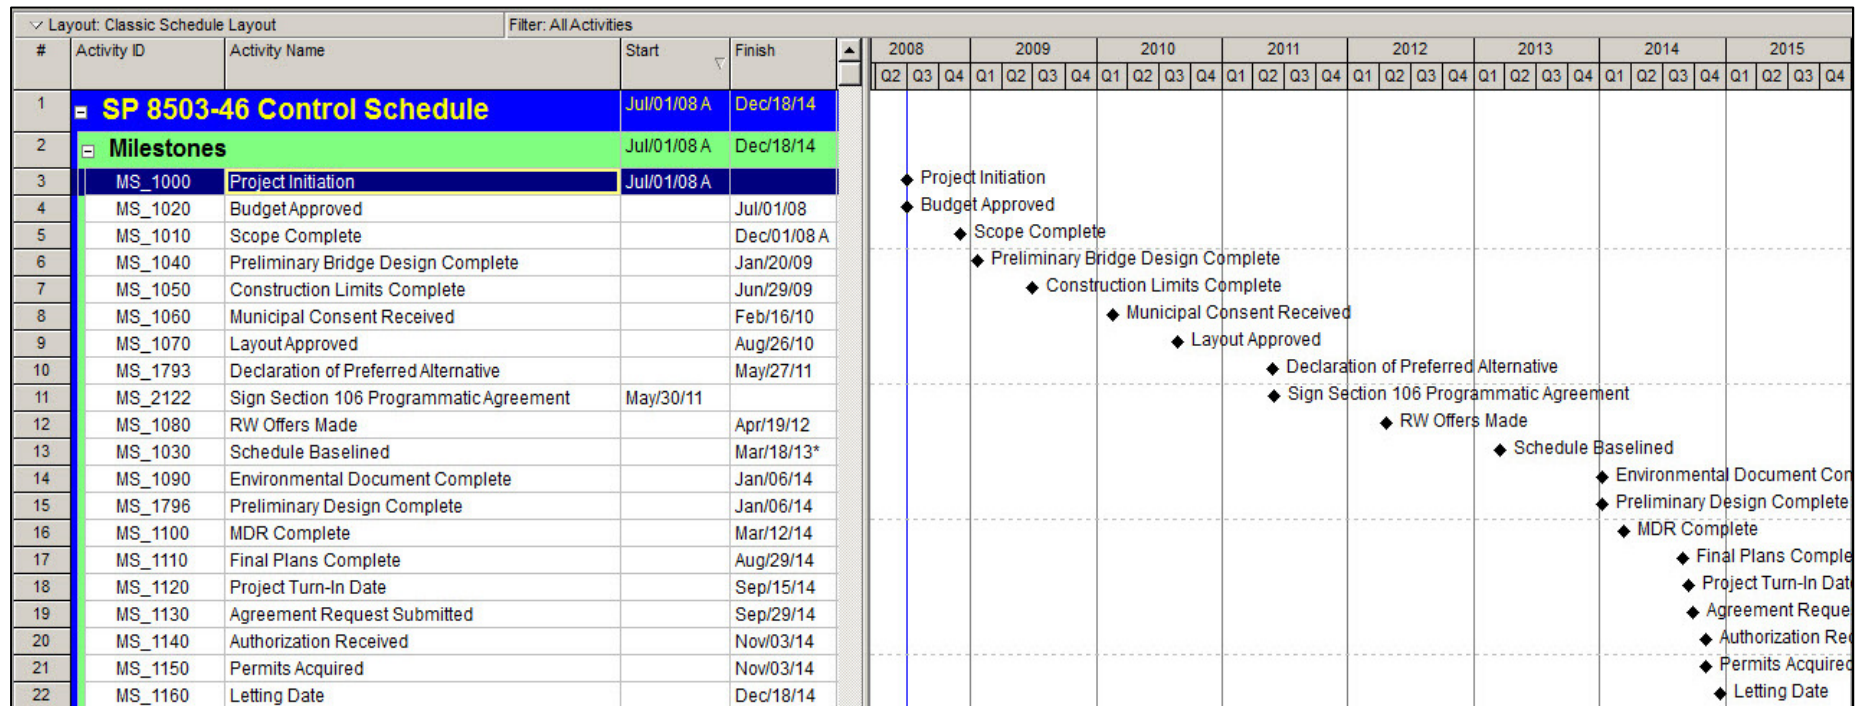 Layout: Classic Schedule Layout Filter: All Activities
# Activity ID Activity Name Start Finish 2008 2009 2010 2011 2012 2013 2014 2015
Q2 Q3 Q4 Q1 Q2 Q3 Q4 Q1 Q2 Q3 Q4 Q1 Q2 Q3 Q4 Q1 Q2 Q3 Q4 Q1 Q2 Q3 Q4 Q1 Q2 Q3 Q4 Q1 Q2 Q3 Q4
1 SP 8503-46 Control Schedule Jul/01/08 A Dec/18/14
2 Milestones Jul/01/08 A Dec/18/14
3 MS_1000 Project Initiation Jul/01/08 A Project Initiation
4 MS_1020 Budget Approved Jul/01/08 Budget Approved
5 MS_1010 Scope Complete Dec/01/08 A Scope Complete
6 MS_1040 Preliminary Bridge Design Complete Jan/20/09 Preliminary Bridge Design Complete
7 MS_1050 Construction Limits Complete Jun/29/09 Construction Limits Complete
8 MS_1060 Municipal Consent Received Feb/16/10 Municipal Consent Received
9 MS_1070 Layout Approved Aug/26/10 Layout Approved
10 MS_1793 Declaration of Preferred Alternative May/27/11 Declaration of Preferred Alternative
11 MS_2122 Sign Section 106 Programmatic Agreement May/30/11 Sign Section 106 Programmatic Agreement
12 MS_1080 RW Offers Made Apr/19/12 RW Offers Made
13 MS_1030 Schedule Baselined Mar/18/13* Schedule Baselined
14 MS_1090 Environmental Document Complete Jan/06/14 Environmental Document Con
15 MS_1796 Preliminary Design Complete Jan/06/14 Preliminary Design Complete
16 MS_1100 MDR Complete Mar/12/14 MDR Complete
17 MS_1110 Final Plans Complete Aug/29/14 Final Plans Comple
18 MS_1120 Project Turn-In Date Sep/15/14 Project Turn-In Dat
19 MS_1130 Agreement Request Submitted Sep/29/14 Agreement Reque
20 MS_1140 Authorization Received Nov/03/14 Authorization Rec
21 MS_1150 Permits Acquired Nov/03/14 Permits Acquired
22 MS_1160 Letting Date Dec/18/14 Letting Date